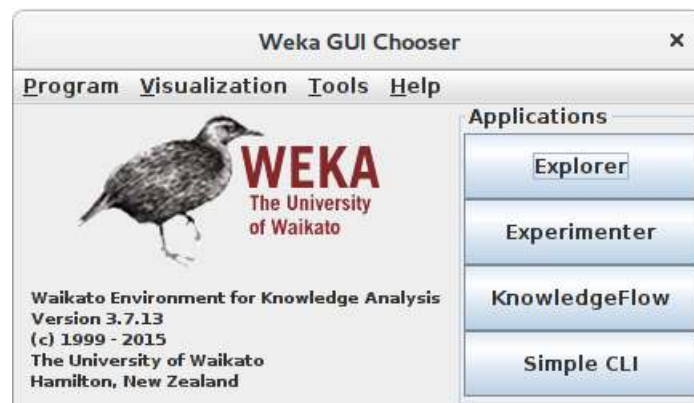 Weka GUI Chooser
×
Program Visualization Tools Help
WEKA
The University
of Waikato
Waikato Environment for Knowledge Analysis
Version 3.7.13
(c) 1999 - 2015
The University of Waikato
Hamilton, New Zealand
Applications
Explorer
Experimenter
KnowledgeFlow
Simple CLI